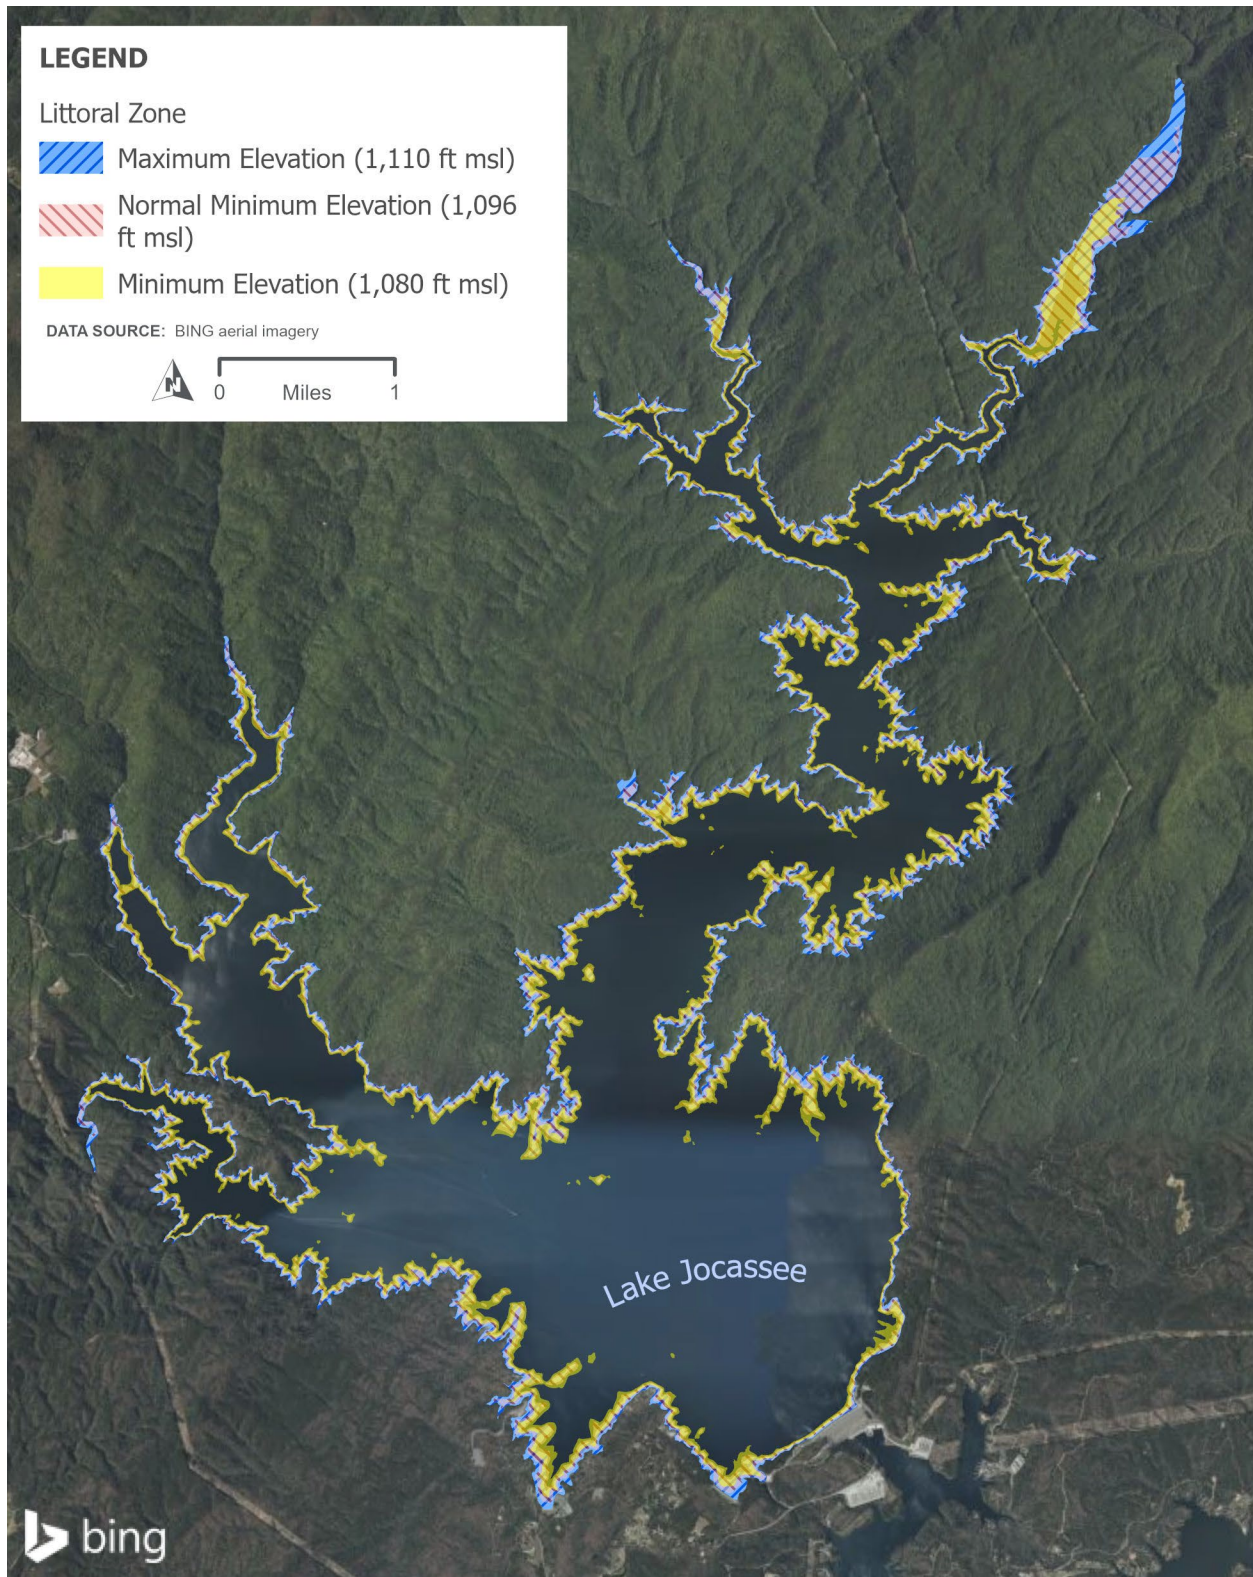 LEGEND
Littoral Zone
Maximum Elevation (1,110 ft msl)
Normal Minimum Elevation (1,096
ft msl)
Minimum Elevation (1,080 ft msl)
DATA SOURCE: BING aerial imagery
N
0 Miles 1
Lake Jocassee
bing